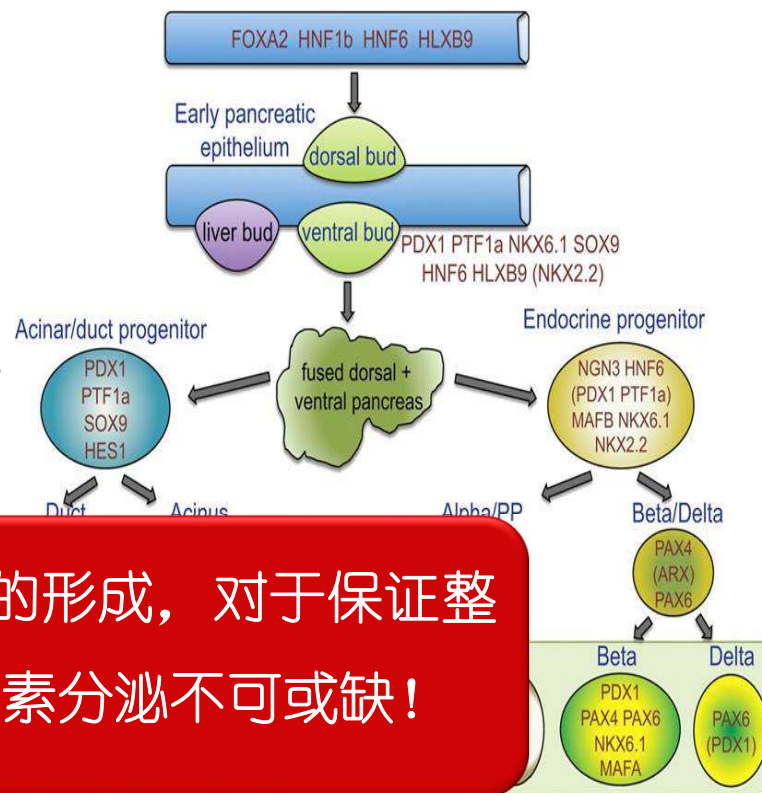 FOXA2 HNF1b HNF6 HLXB9
Early pancreatic
epithelium
dorsal bud
liver bud
ventral bud
PDX1 PTF1a NKX6.1 SOX9
HNF6 HLXB9 (NKX2.2)
Acinar/duct progenitor
PDX1
PTF1a
SOX9
HES1
fused dorsal +
ventral pancreas
Endocrine progenitor
NGN3 HNF6
(PDX1 PTF1a)
MAFB NKX6.1
NKX2.2
Duct
Acinus
Alpha/PP
Beta/Delta
PAX4
(ARX)
PAX6
的形成，对于保证整
素分泌不可或缺！
Beta
PDX1
PAX4 PAX6
NKX6.1
MAFA
Delta
PAX6
(PDX1)